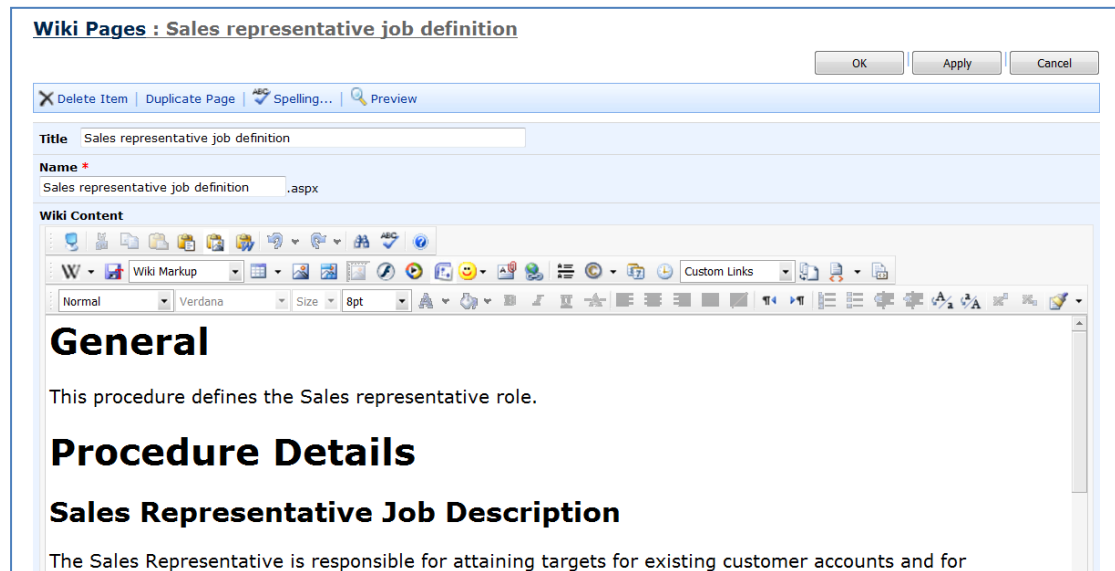 Wiki Pages : Sales representative job definition
OK Apply Cancel
Delete Item | Duplicate Page | ABC Spelling... | Preview
Title Sales representative job definition
Name *
Sales representative job definition .aspx
Wiki Content
ABC
W Wiki Markup Custom Links
Normal Verdana Size 8pt
General
This procedure defines the Sales representative role.
Procedure Details
Sales Representative Job Description
The Sales Representative is responsible for attaining targets for existing customer accounts and for